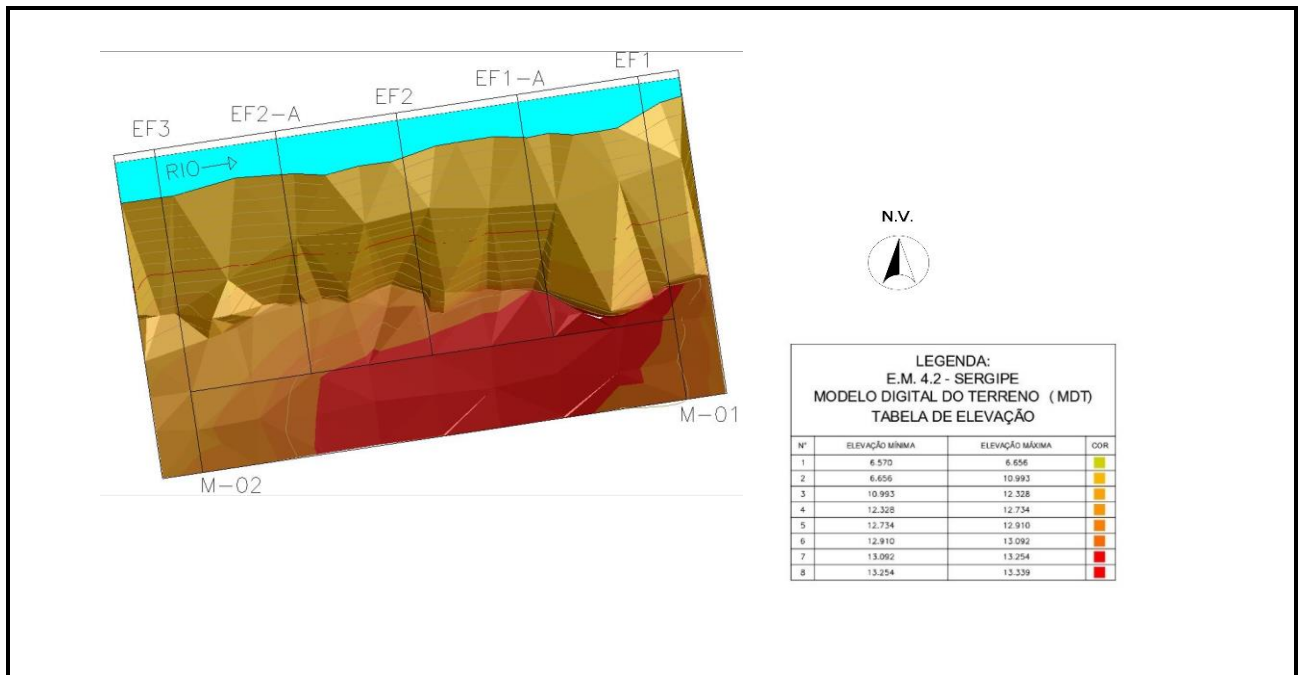 EF1
EF1-A
EF2
EF2-A
EF3
RIO
M-01
M-02
N.V.
LEGENDA:
E.M. 4.2 - SERGIPE
MODELO DIGITAL DO TERRENO ( MDT)
TABELA DE ELEVAÇÃO
N° ELEVAÇÃO MÍNIMA ELEVAÇÃO MÁXIMA COR
1 6.570 6.656
2 6.656 10.993
3 10.993 12.328
4 12.328 12.734
5 12.734 12.910
6 12.910 13.092
7 13.092 13.254
8 13.254 13.339